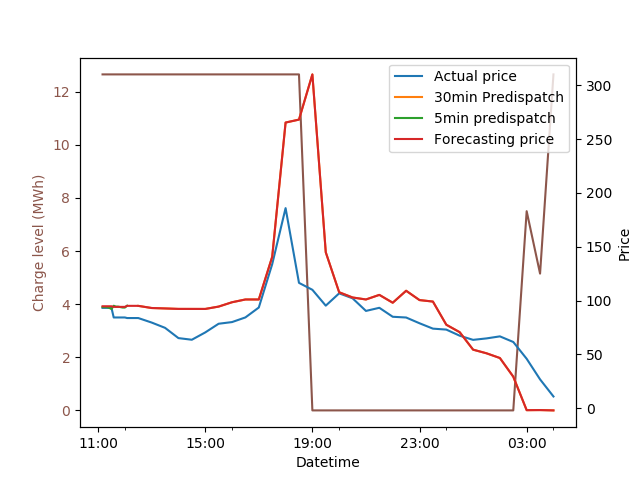 Actual price
30min Predispatch
5min predispatch
Forecasting price
Charge level (MWh)
12
10
8
6
4
2
0
300
250
200
150
100
50
0
Price
11:00 15:00 19:00 23:00 03:00
Datetime